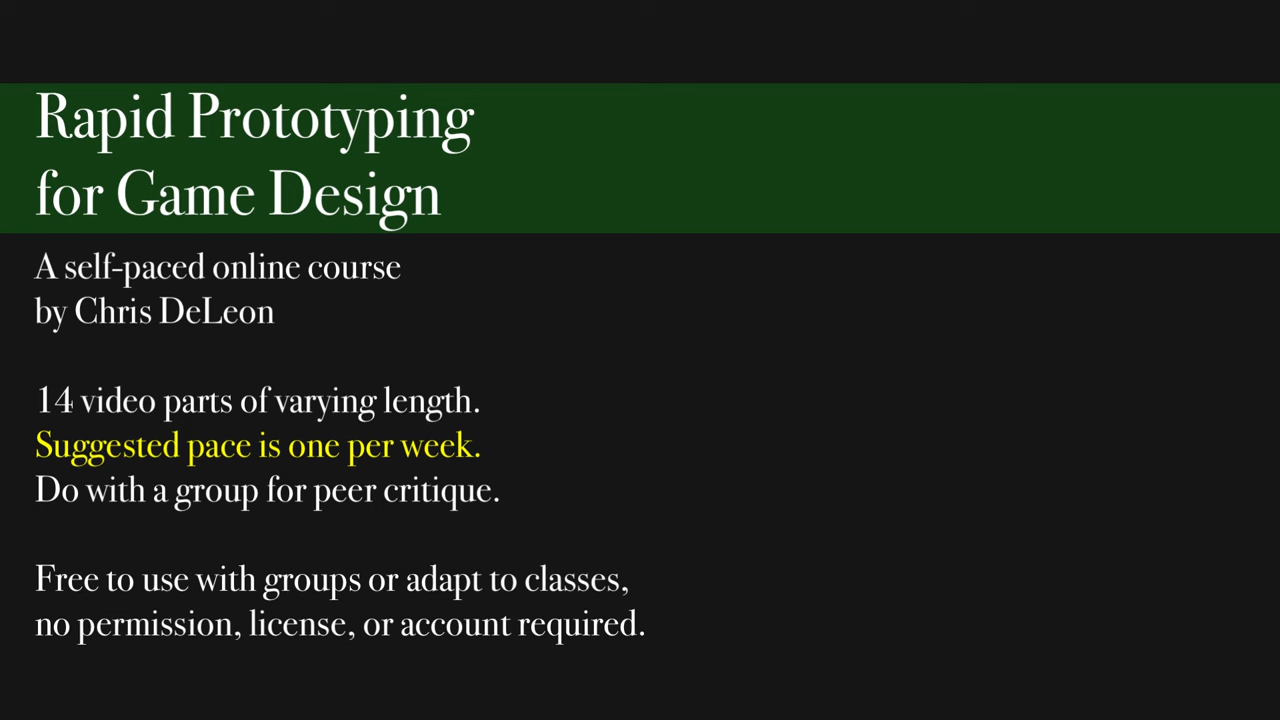 Rapid Prototyping
for Game Design
A self-paced online course
by Chris DeLeon
14 video parts of varying length.
Suggested pace is one per week.
Do with a group for peer critique.
Free to use with groups or adapt to classes,
no permission, license, or account required.